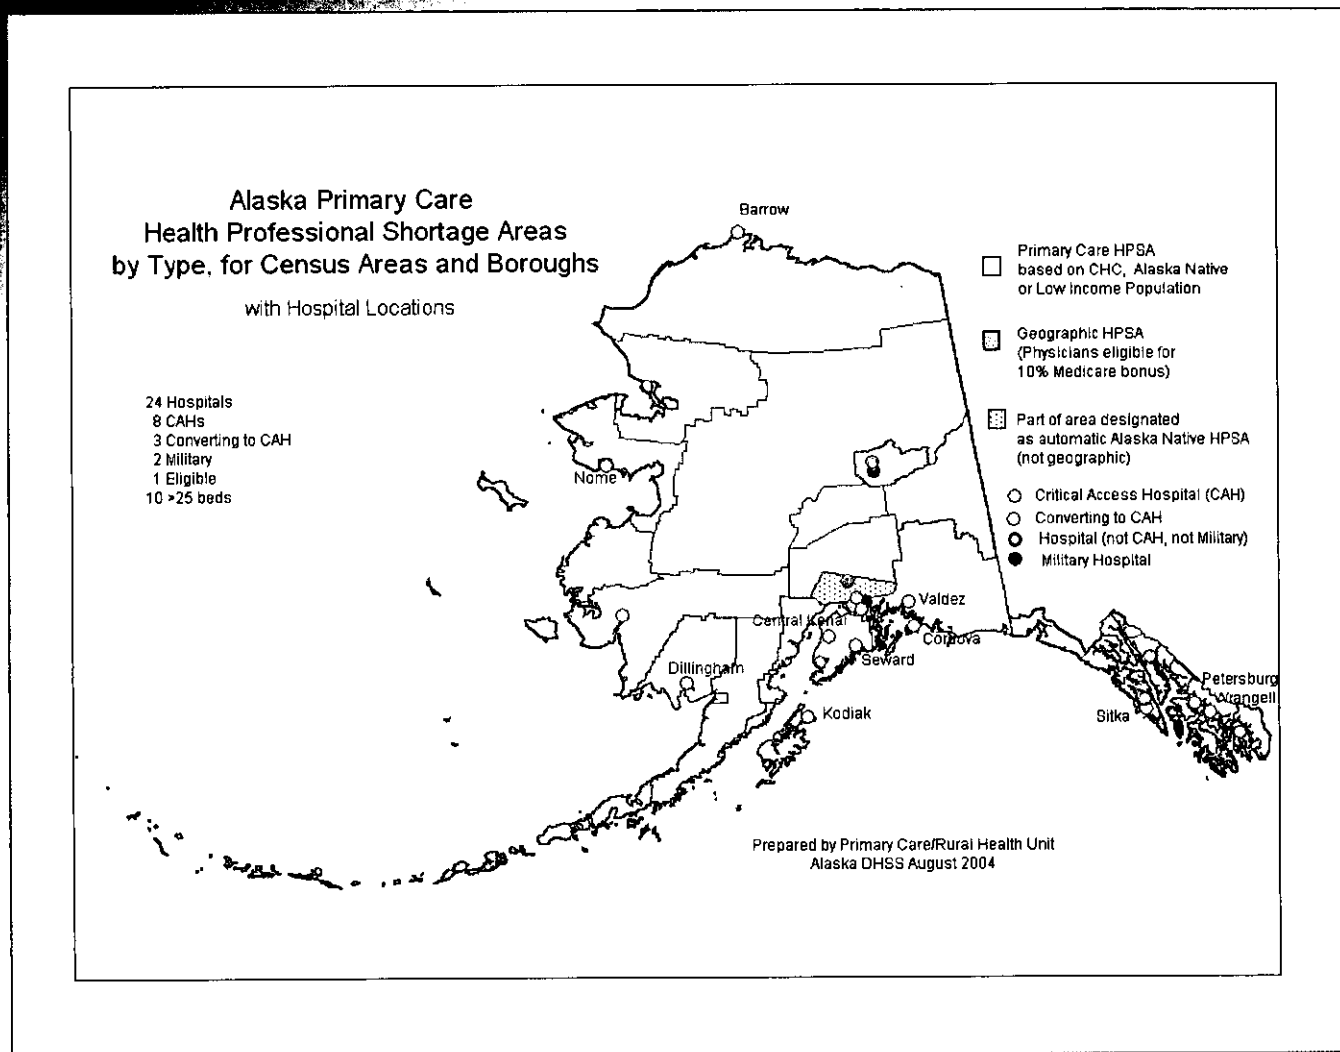 Alaska Primary Care
Health Professional Shortage Areas
by Type, for Census Areas and Boroughs
with Hospital Locations
24 Hospitals
8 CAHs
3 Converting to CAH
2 Military
1 Eligible
10 >25 beds
Barrow
Nome
Central Kenai
Valdez
Cordova
Seward
Dillingham
Kodiak
Petersburg
Wrangell
Sitka
Primary Care HPSA
based on CHC, Alaska Native
or Low Income Population
Geographic HPSA
(Physicians eligible for
10% Medicare bonus)
Part of area designated
as automatic Alaska Native HPSA
(not geographic)
Critical Access Hospital (CAH)
Converting to CAH
Hospital (not CAH, not Military)
Military Hospital
Prepared by Primary Care/Rural Health Unit
Alaska DHSS August 2004